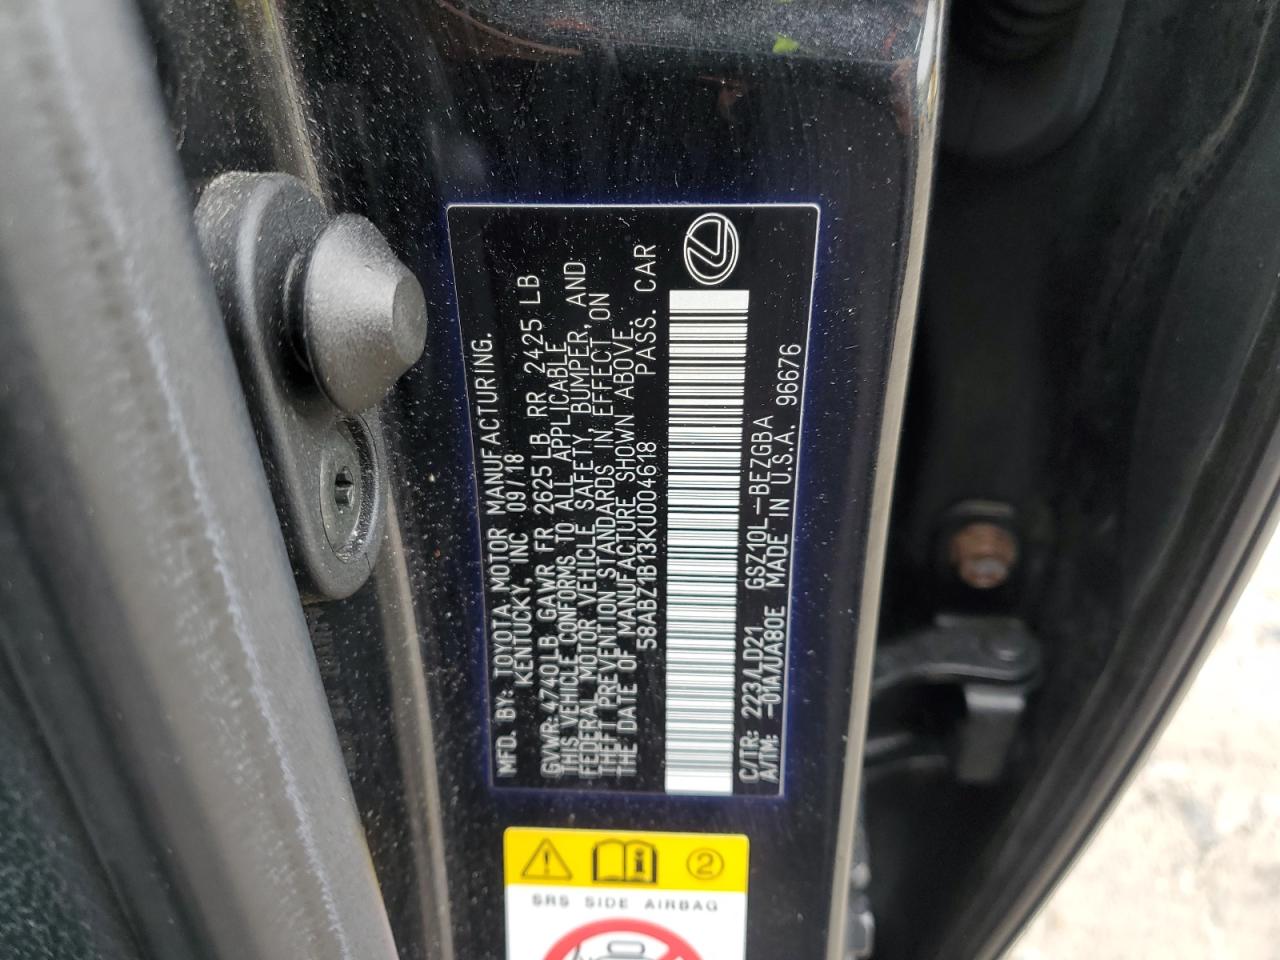 MFD. BY: TOYOTA MOTOR MANUFACTURING.
KENTUCKY, INC 09/18
GVWR: 4740LB GAWR FR 2625LB RR 2425 LB
THIS VEHICLE CONFORMS TO ALL APPLICABLE
FEDERAL MOTOR VEHICLE SAFETY, BUMPER, AND
THEFT PREVENTION STANDARDS IN EFFECT ON
THE DATE OF MANUFACTURE SHOWN ABOVE.
58ABZ1B13KU004618 PASS. CAR
C/TR: 223/LD21 GSZ10L-BEZGBA
A/TM: -01A/UA80E MADE IN U.S.A. 96676
2
SRS SIDE AIRBAG